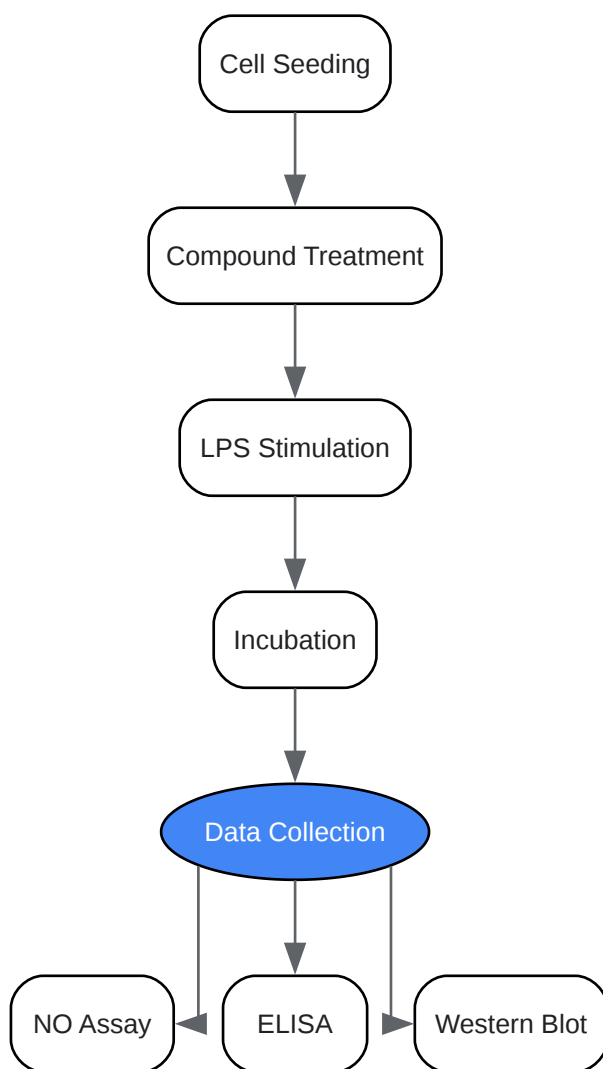 Cell Seeding
Compound Treatment
LPS Stimulation
Incubation
Data Collection
NO Assay
ELISA
Western Blot